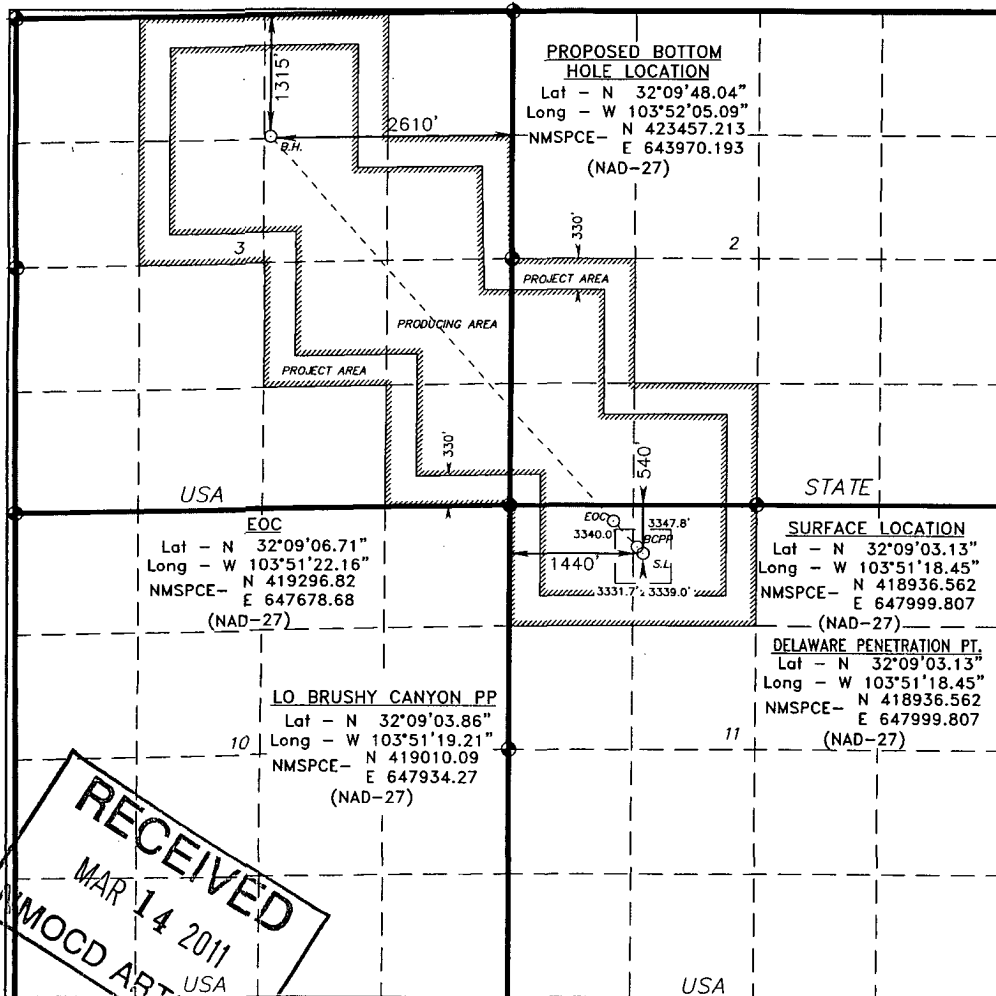 PROPOSED BOTTOM
HOLE LOCATION
Lat - N 32°09'48.04"
Long - W 103°52'05.09"
NMSPCE- N 423457.213
E 643970.193
(NAD-27)
1315'
2610'
B.H.
330'
3
2
PROJECT AREA
PRODUCING AREA
PROJECT AREA
330'
540'
USA
STATE
EOC
Lat - N 32°09'06.71"
Long - W 103°51'22.16"
NMSPCE- N 419296.82
E 647678.68
(NAD-27)
EOC
3347.8'
3340.0'
BCPP
1440'
S.L.
3331.7'
3339.0'
SURFACE LOCATION
Lat - N 32°09'03.13"
Long - W 103°51'18.45"
NMSPCE- N 418936.562
E 647999.807
(NAD-27)
DELAWARE PENETRATION PT.
Lat - N 32°09'03.13"
Long - W 103°51'18.45"
NMSPCE- N 418936.562
E 647999.807
(NAD-27)
LO BRUSHY CANYON PP
Lat - N 32°09'03.86"
Long - W 103°51'19.21"
NMSPCE- N 419010.09
E 647934.27
(NAD-27)
10
11
RECEIVED
MAR 14 2011
NMOCD ART
USA
USA